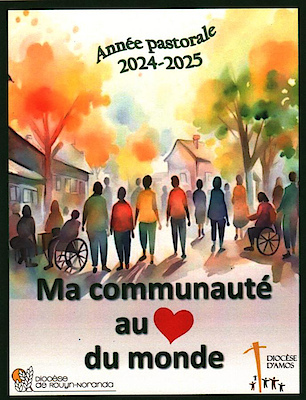 Année pastorale
2024-2025
Ma communauté
au
du monde
DIOCÈSE
D'AMOS
DIOCÈSE
DE ROUYN-NORANDA